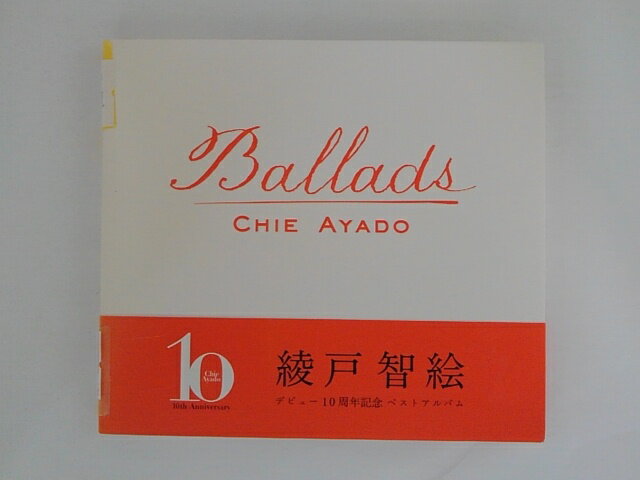 Ballads
CHIE AYADO
10
Chie
Ayado
10th Anniversary
綾戸智絵
デビュー10周年記念 ベストアルバム